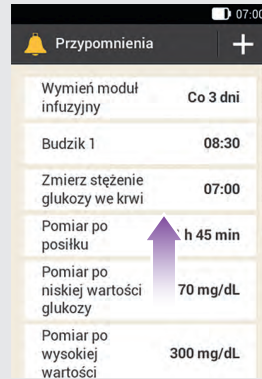 07:00
Przypomnienia
Wymień moduł
infuzyjny
Co 3 dni
Budzik 1
08:30
Zmierz stężenie
glukozy we krwi
07:00
Pomiar po
posiłku
h 45 min
Pomiar po
niskiej wartości
glukozy
70 mg/dL
Pomiar po
wysokiej
wartości
300 mg/dL